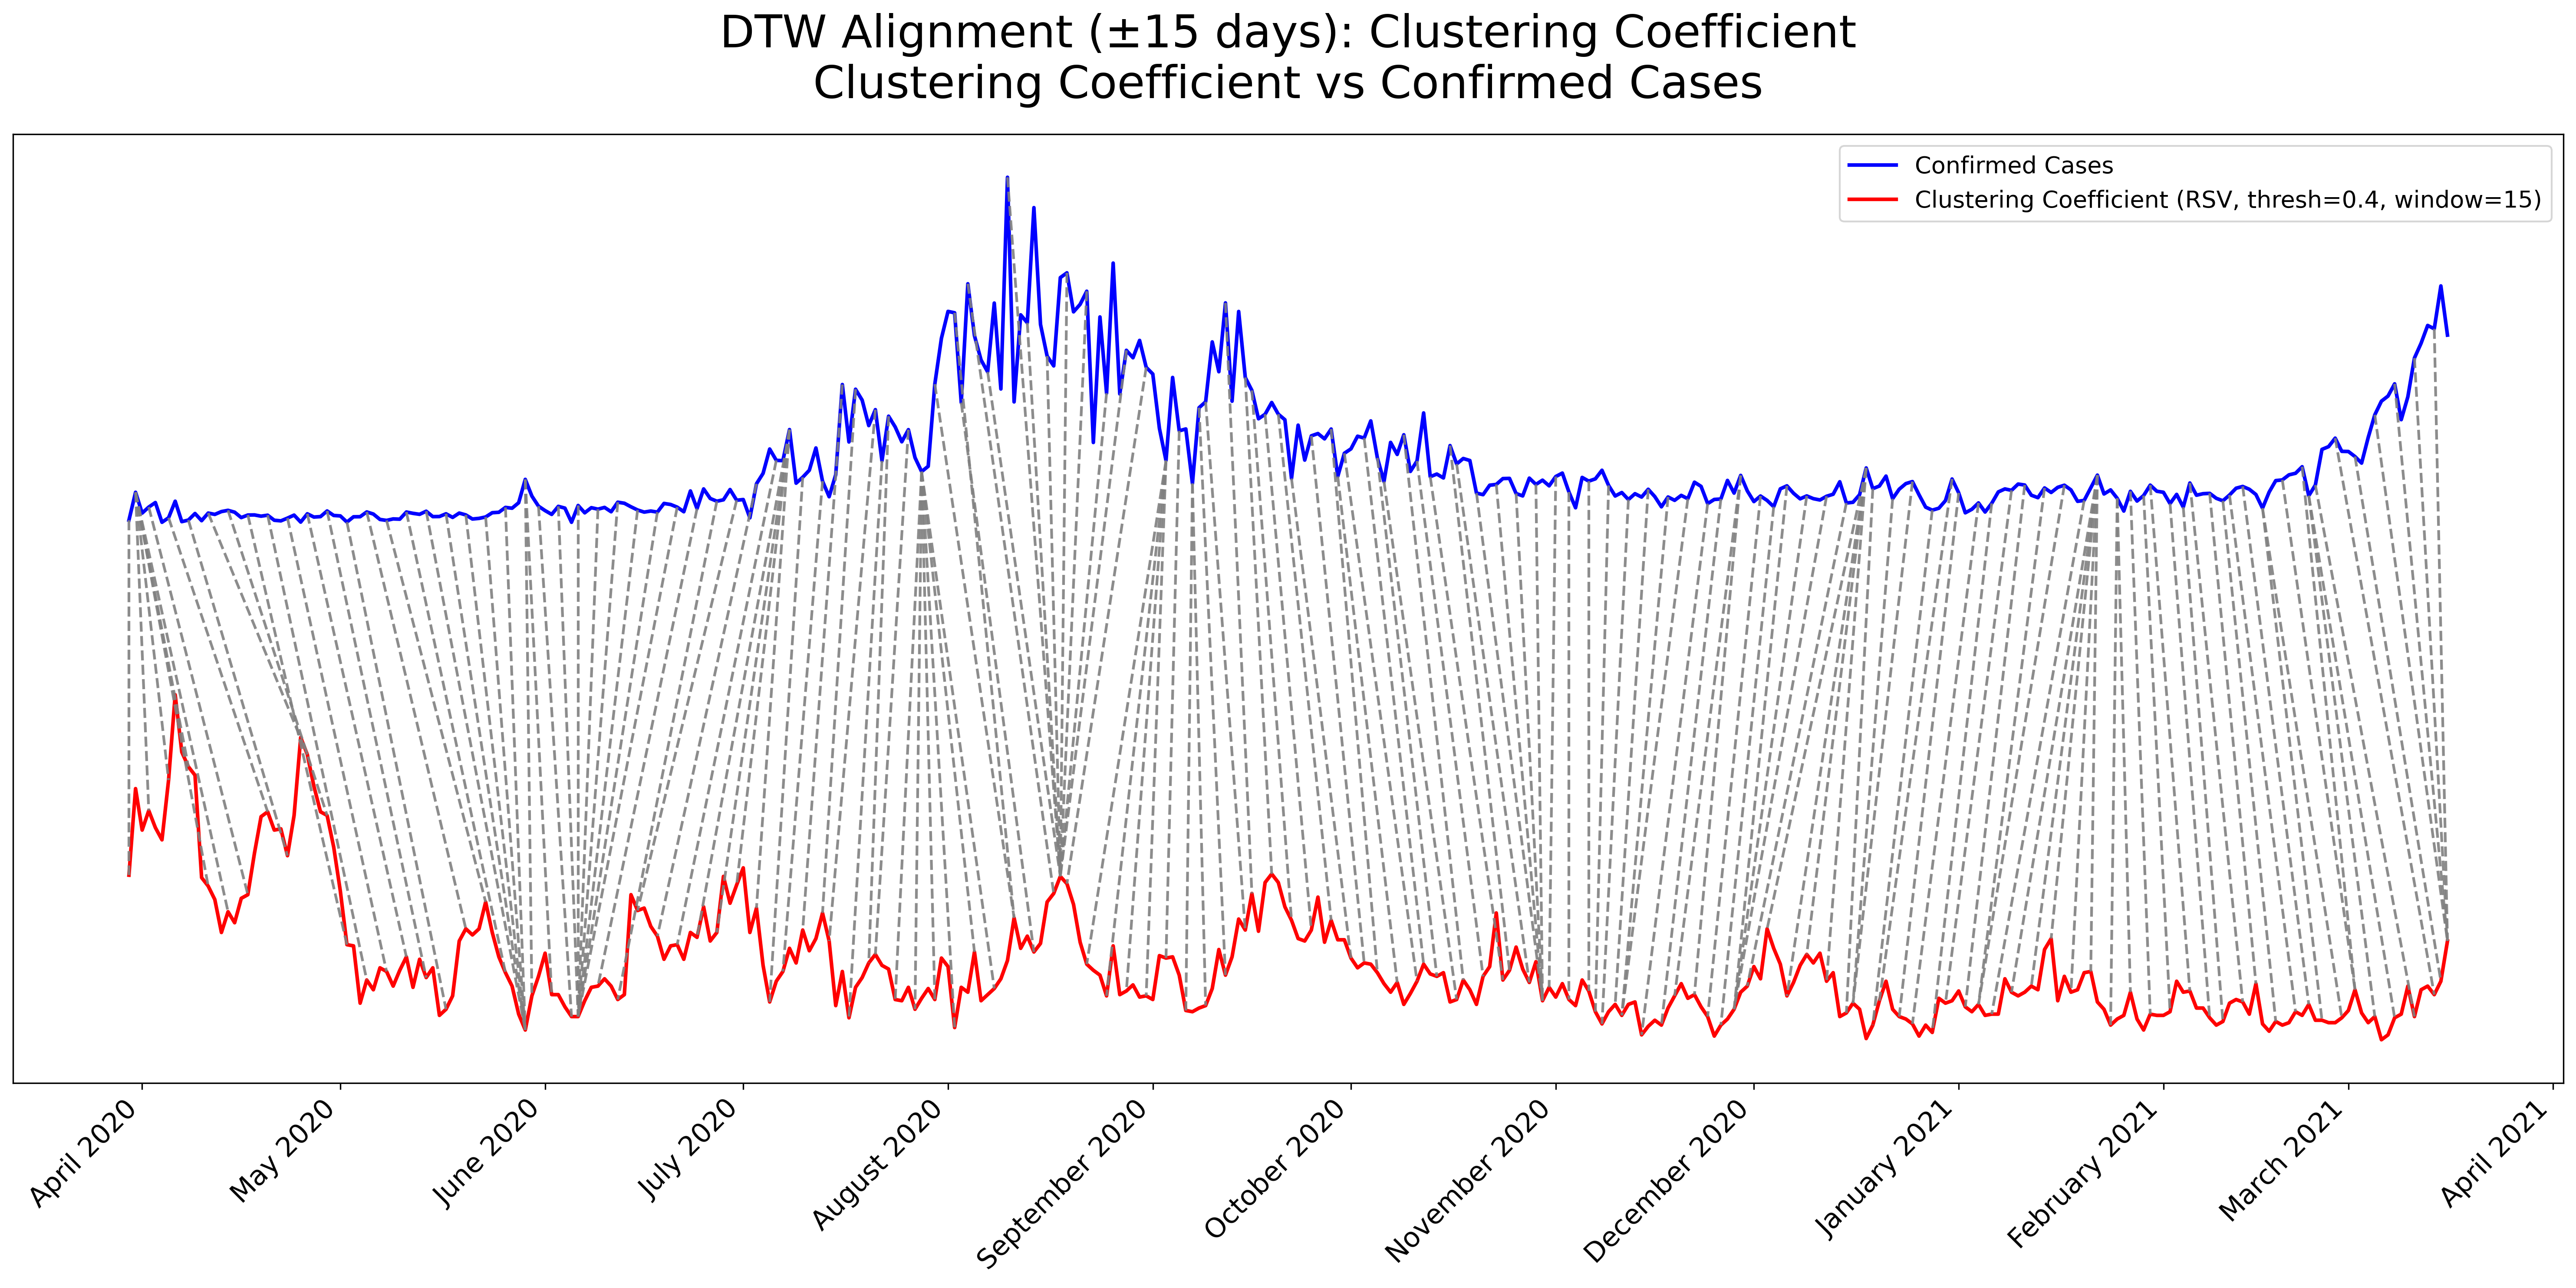 DTW Alignment (±15 days): Clustering Coefficient
Clustering Coefficient vs Confirmed Cases
Confirmed Cases
Clustering Coefficient (RSV, thresh=0.4, window=15)
April 2020
May 2020
June 2020
July 2020
August 2020
September 2020
October 2020
November 2020
December 2020
January 2021
February 2021
March 2021
April 2021